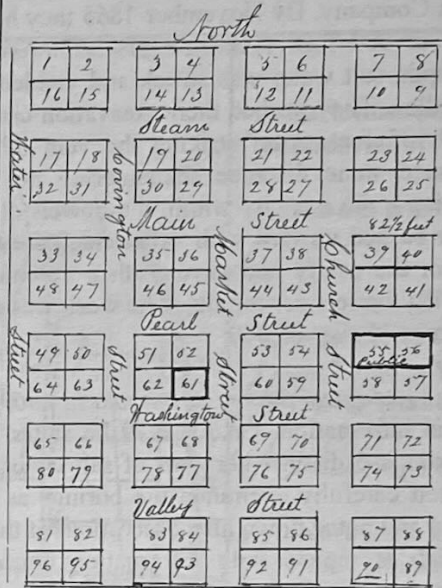 North
1 2 3 4 5 6 7 8
16 15 14 13 12 11 10 9
Steam Street
Water Street
Covington Street
17 18 19 20 21 22 23 24
32 31 30 29 28 27 26 25
Main Street 82 1/2 feet
Market Street
Church Street
33 34 35 36 37 38 39 40
48 47 46 45 44 43 42 41
Pearl Street
49 50 51 52 53 54 55 56
Public
64 63 62 61 60 59 58 57
Washington Street
65 66 67 68 69 70 71 72
80 79 78 77 76 75 74 73
Valley Street
81 82 83 84 85 86 87 88
96 95 94 93 92 91 90 89